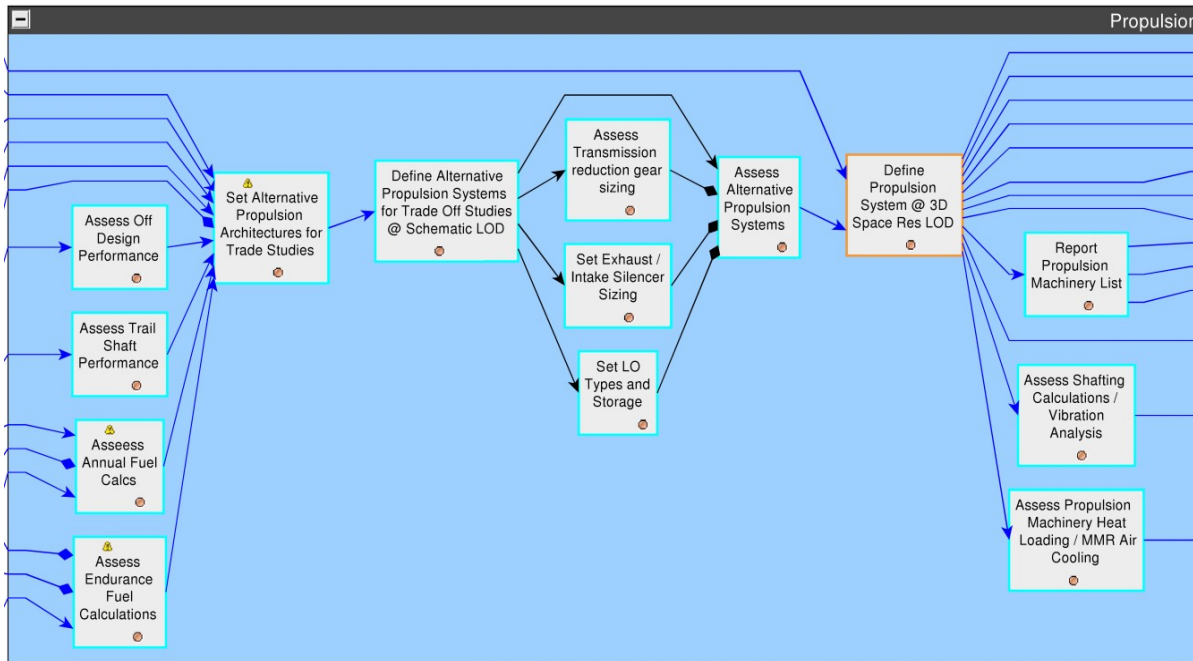 Propulsion
Assess Off
Design
Performance
Assess Trail
Shaft
Performance
Asseess
Annual Fuel
Calcs
Assess
Endurance
Fuel
Calculations
Set Alternative
Propulsion
Architectures for
Trade Studies
Define Alternative
Propulsion Systems
for Trade Off Studies
@ Schematic LOD
Assess
Transmission
reduction gear
sizing
Set Exhaust /
Intake Silencer
Sizing
Set LO
Types and
Storage
Assess
Alternative
Propulsion
Systems
Define
Propulsion
System @ 3D
Space Res LOD
Report
Propulsion
Machinery List
Assess Shafting
Calculations /
Vibration
Analysis
Assess Propulsion
Machinery Heat
Loading / MMR Air
Cooling